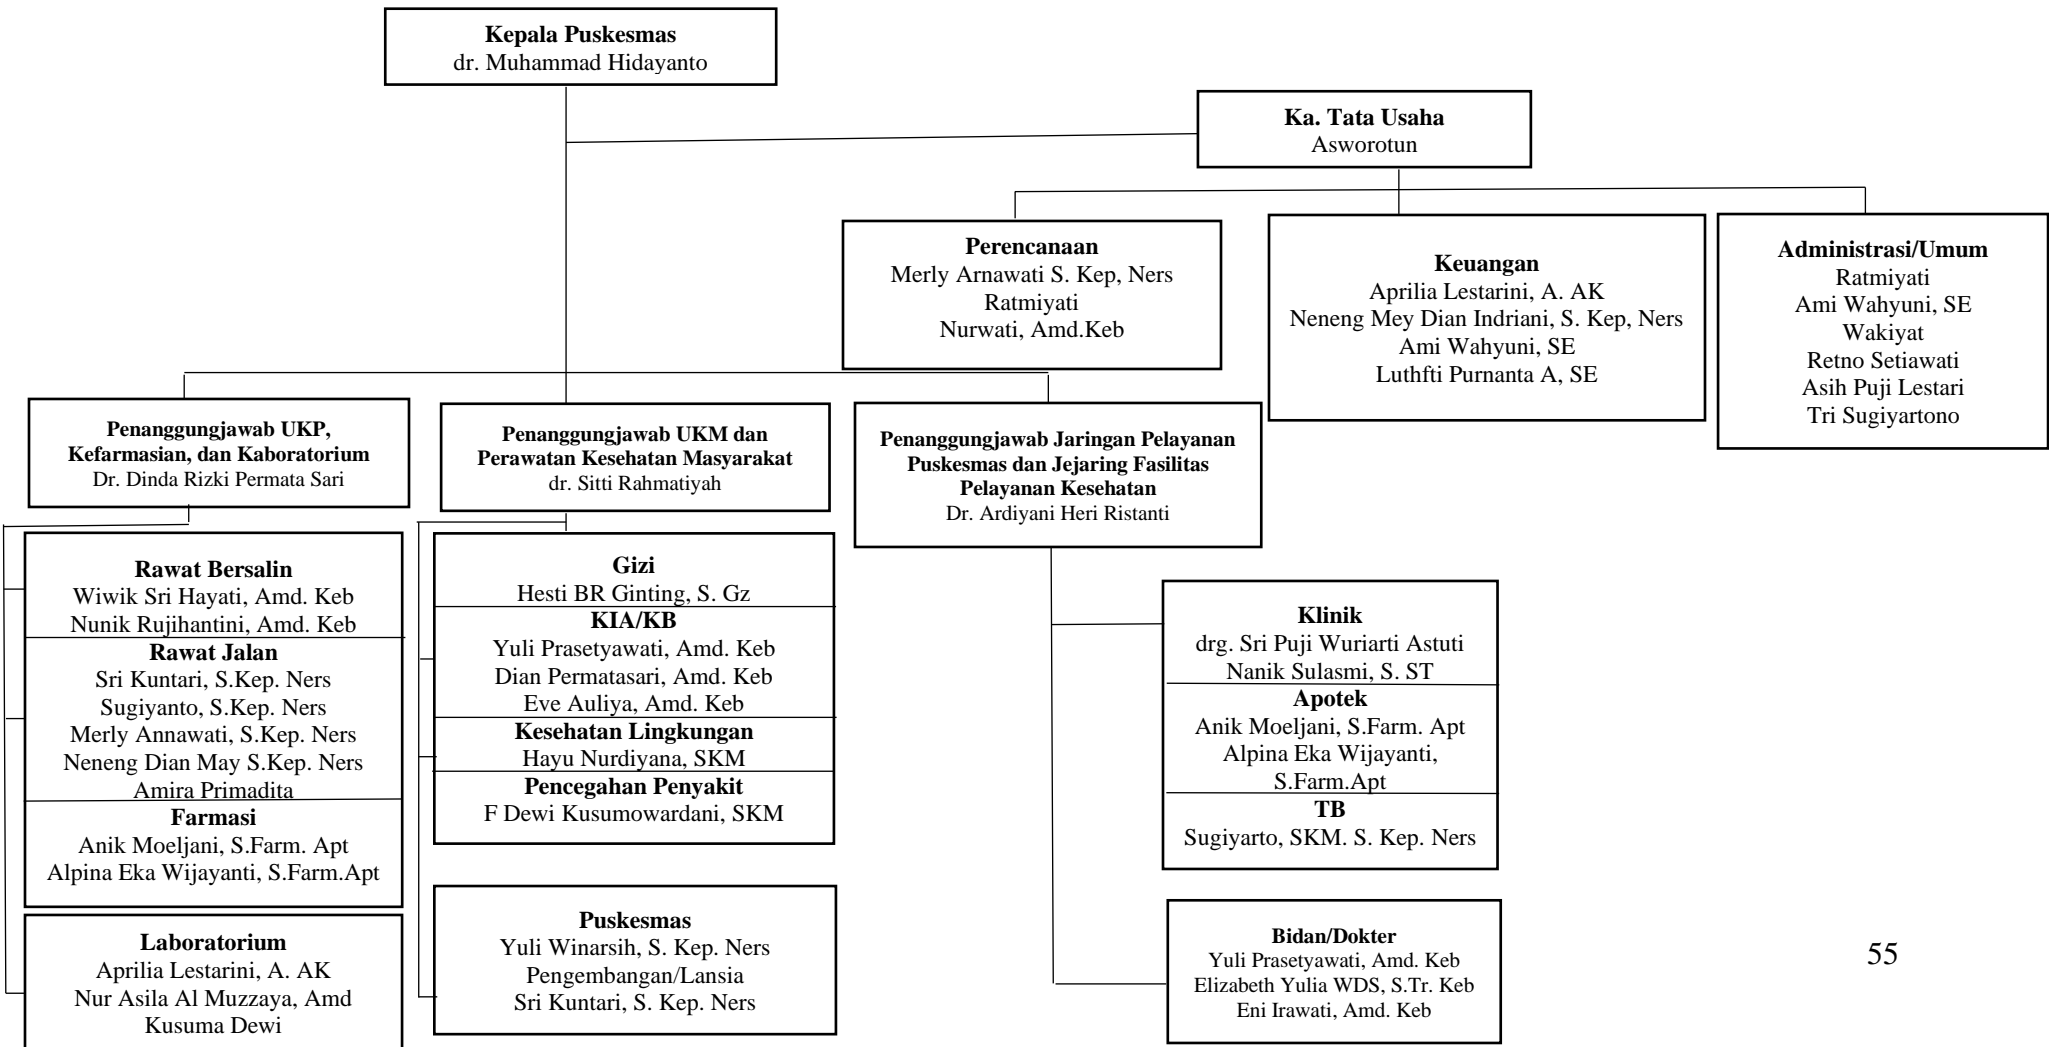 Kepala Puskesmas
dr. Muhammad Hidayanto
Ka. Tata Usaha
Asworotun
Perencanaan
Merly Arnawati S. Kep, Ners
Ratmiyati
Nurwati, Amd.Keb
Keuangan
Aprilia Lestarini, A. AK
Neneng Mey Dian Indriani, S. Kep, Ners
Ami Wahyuni, SE
Luthfti Purnanta A, SE
Administrasi/Umum
Ratmiyati
Ami Wahyuni, SE
Wakiyat
Retno Setiawati
Asih Puji Lestari
Tri Sugiyartono
Penanggungjawab UKP,
Kefarmasian, dan Kaboratorium
Dr. Dinda Rizki Permata Sari
Penanggungjawab UKM dan
Perawatan Kesehatan Masyarakat
dr. Sitti Rahmatiyah
Penanggungjawab Jaringan Pelayanan
Puskesmas dan Jejaring Fasilitas
Pelayanan Kesehatan
Dr. Ardiyani Heri Ristanti
Rawat Bersalin
Wiwik Sri Hayati, Amd. Keb
Nunik Rujihantini, Amd. Keb
Rawat Jalan
Sri Kuntari, S.Kep. Ners
Sugiyanto, S.Kep. Ners
Merly Annawati, S.Kep. Ners
Neneng Dian May S.Kep. Ners
Amira Primadita
Farmasi
Anik Moeljani, S.Farm. Apt
Alpina Eka Wijayanti, S.Farm.Apt
Laboratorium
Aprilia Lestarini, A. AK
Nur Asila Al Muzzaya, Amd
Kusuma Dewi
Gizi
Hesti BR Ginting, S. Gz
KIA/KB
Yuli Prasetyawati, Amd. Keb
Dian Permatasari, Amd. Keb
Eve Auliya, Amd. Keb
Kesehatan Lingkungan
Hayu Nurdiyana, SKM
Pencegahan Penyakit
F Dewi Kusumowardani, SKM
Puskesmas
Yuli Winarsih, S. Kep. Ners
Pengembangan/Lansia
Sri Kuntari, S. Kep. Ners
Klinik
drg. Sri Puji Wuriarti Astuti
Nanik Sulasmi, S. ST
Apotek
Anik Moeljani, S.Farm. Apt
Alpina Eka Wijayanti,
S.Farm.Apt
TB
Sugiyarto, SKM. S. Kep. Ners
Bidan/Dokter
Yuli Prasetyawati, Amd. Keb
Elizabeth Yulia WDS, S.Tr. Keb
Eni Irawati, Amd. Keb
55